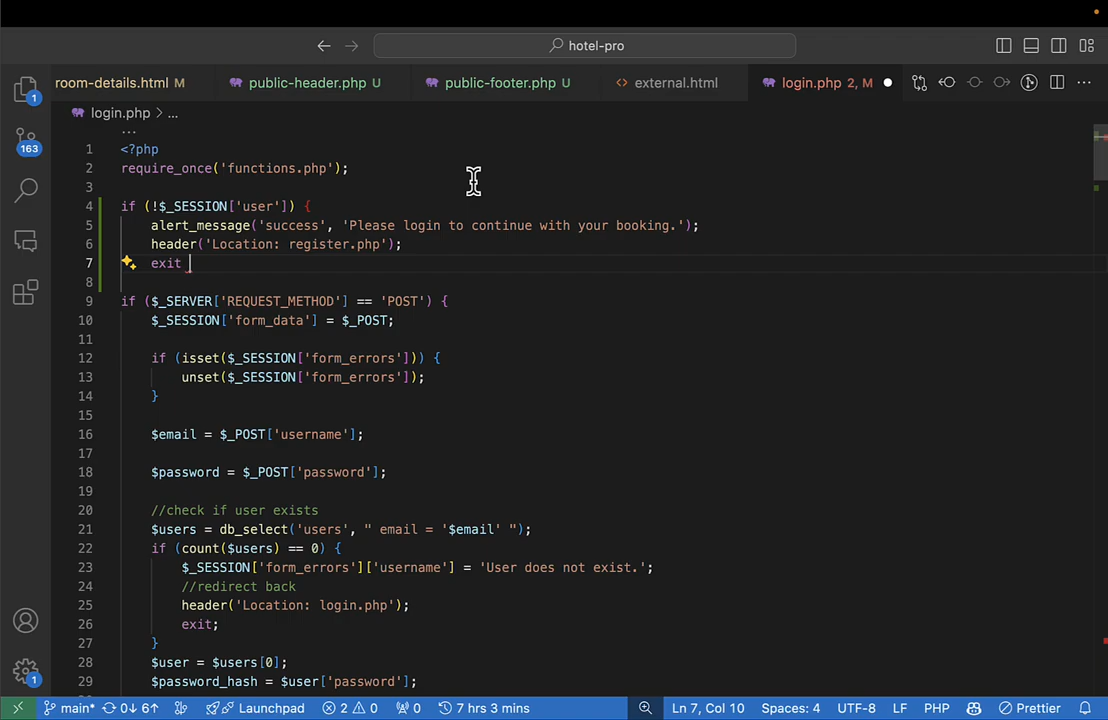 hotel-pro
room-details.html M public-header.php U public-footer.php U external.html login.php 2, M
login.php > ...
...
1 <?php
2 require_once('functions.php');
3
4 if (!$_SESSION['user']) {
5 alert_message('success', 'Please login to continue with your booking.');
6 header('Location: register.php');
7 exit
8
9 if ($_SERVER['REQUEST_METHOD'] == 'POST') {
10 $_SESSION['form_data'] = $_POST;
11
12 if (isset($_SESSION['form_errors'])) {
13 unset($_SESSION['form_errors']);
14 }
15
16 $email = $_POST['username'];
17
18 $password = $_POST['password'];
19
20 //check if user exists
21 $users = db_select('users', " email = '$email' ");
22 if (count($users) == 0) {
23 $_SESSION['form_errors']['username'] = 'User does not exist.';
24 //redirect back
25 header('Location: login.php');
26 exit;
27 }
28 $user = $users[0];
29 $password_hash = $user['password'];
1
163
1
main* 0↓ 6↑ Launchpad 2 0 0 7 hrs 3 mins Ln 7, Col 10 Spaces: 4 UTF-8 LF PHP Prettier